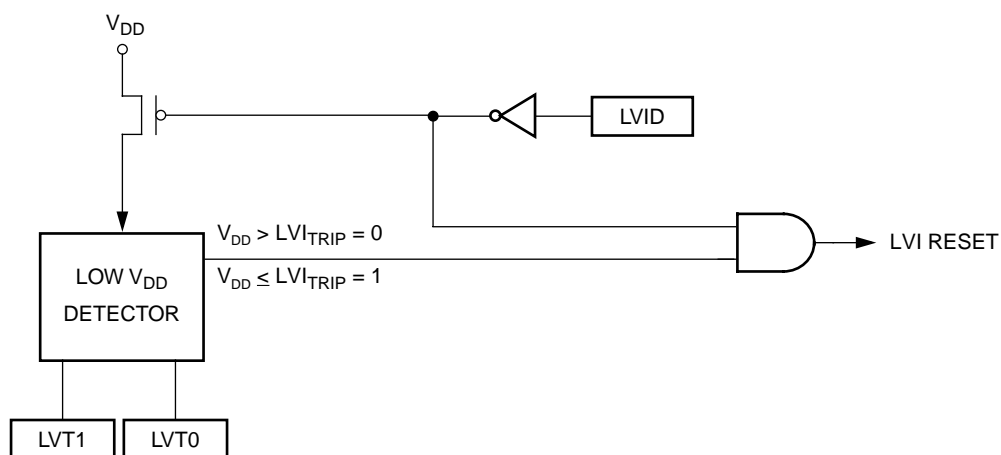 VDD
LVID
VDD > LVITRIP = 0
LVI RESET
LOW VDD
DETECTOR
VDD ≤ LVITRIP = 1
LVT1
LVT0